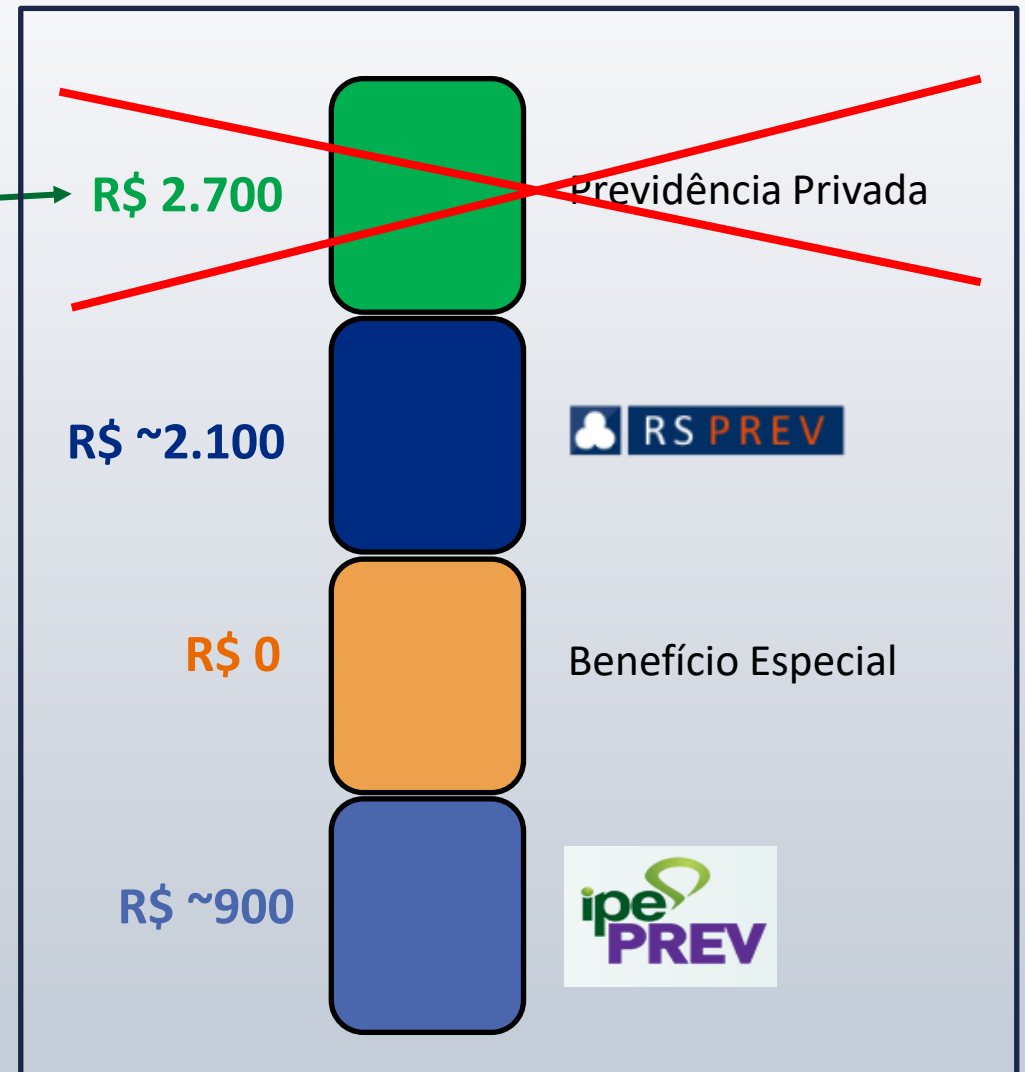 R$ 2.700 Previdência Privada
R$ ~2.100 RS PREV
R$ 0 Benefício Especial
R$ ~900 ipe
PREV